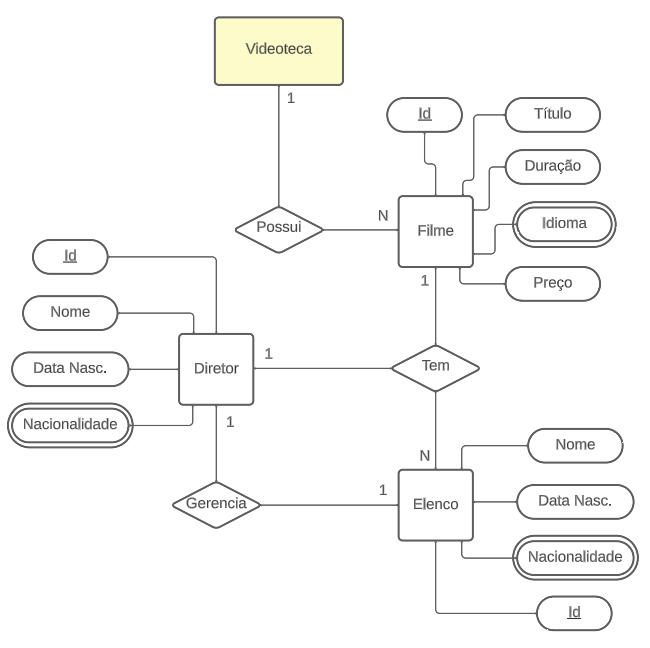 Videoteca
1
Id
Título
Duração
Possui
N
Filme
Idioma
Id
Preço
1
Nome
Diretor
1
Tem
Data Nasc.
Nacionalidade
1
N
Nome
1
Gerencia
Elenco
Data Nasc.
Nacionalidade
Id